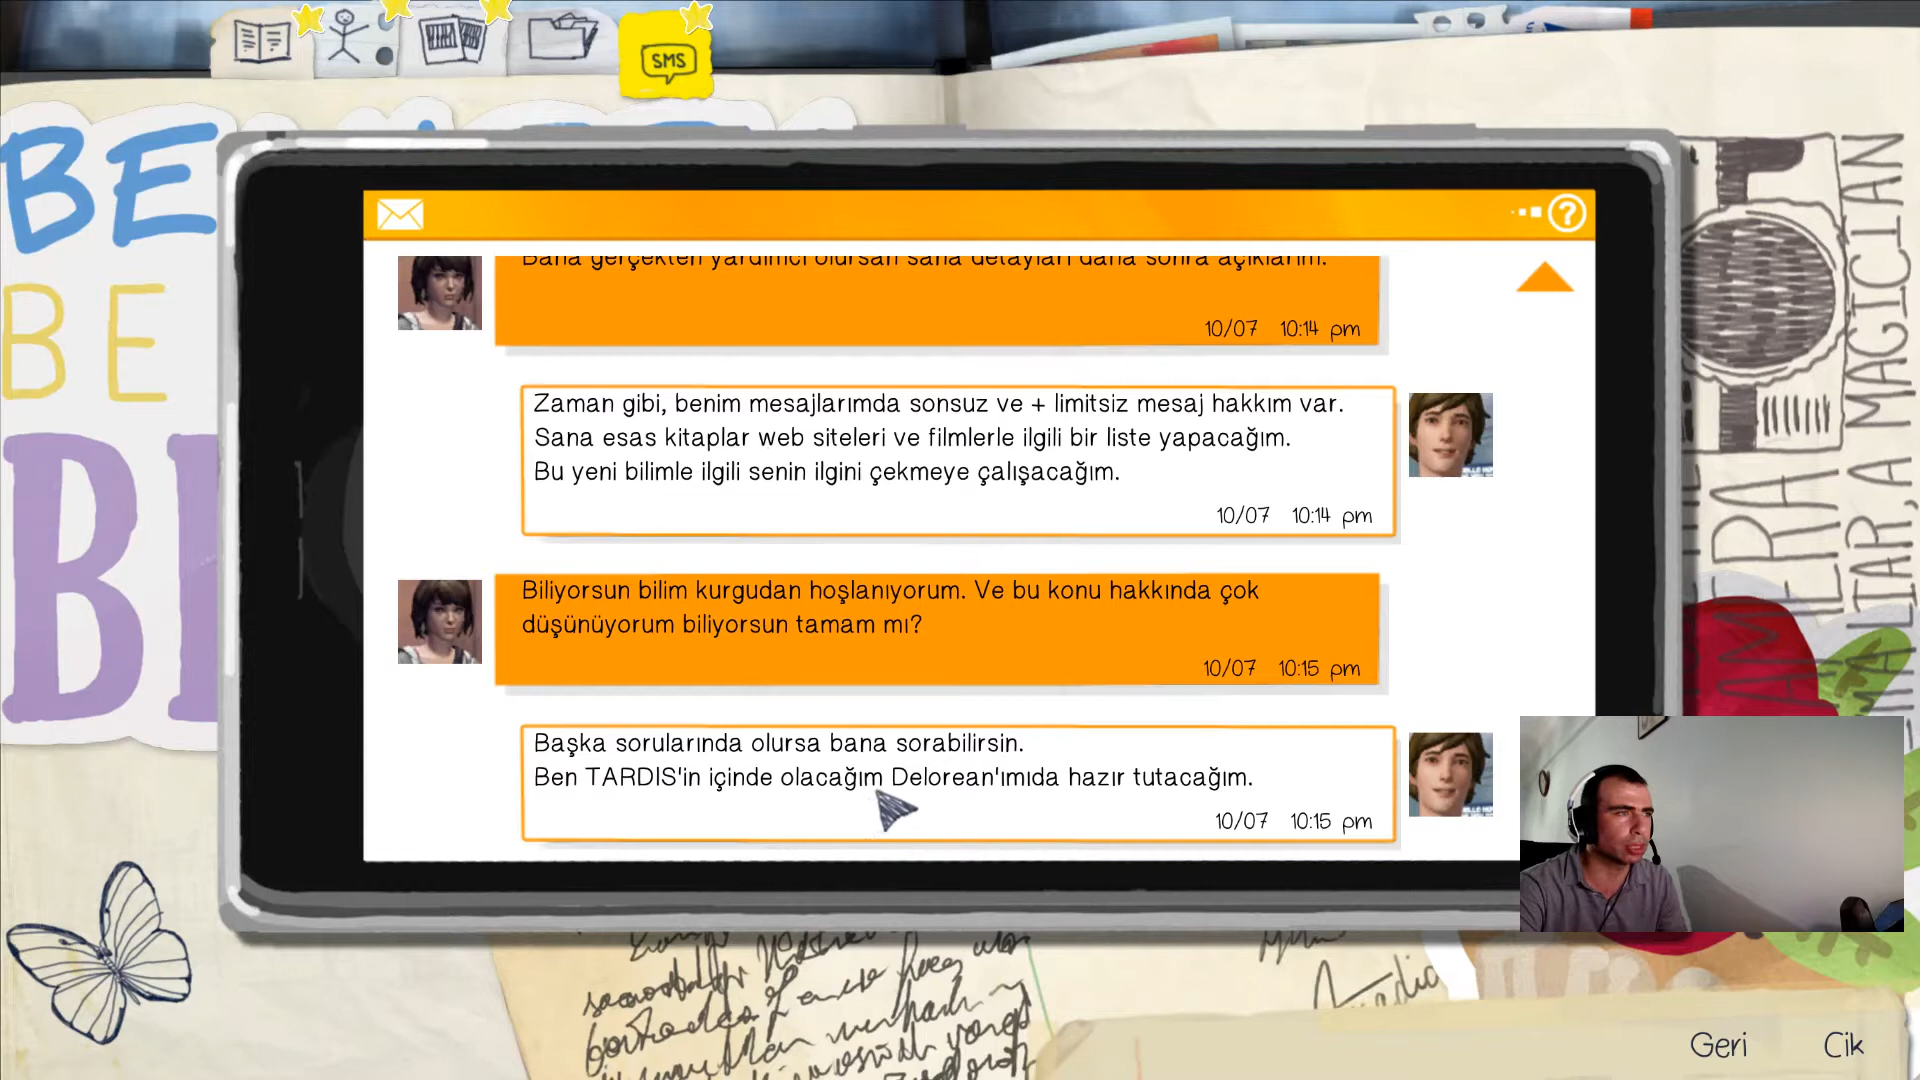 SMS
BE
BE
Bana gerçekten yardımcı olursan sana detayları daha sonra açıklarım.
10/07 10:14 pm
Zaman gibi, benim mesajlarımda sonsuz ve + limitsiz mesaj hakkım var.
Sana esas kitaplar web siteleri ve filmlerle ilgili bir liste yapacağım.
Bu yeni bilimle ilgili senin ilgini çekmeye çalışacağım.
10/07 10:14 pm
Biliyorsun bilim kurgudan hoşlanıyorum. Ve bu konu hakkında çok
düşünüyorum biliyorsun tamam mı?
10/07 10:15 pm
Başka sorularında olursa bana sorabilirsin.
Ben TARDIS'in içinde olacağım Delorean'ımıda hazır tutacağım.
10/07 10:15 pm
A MAGICIAN
Geri Cik